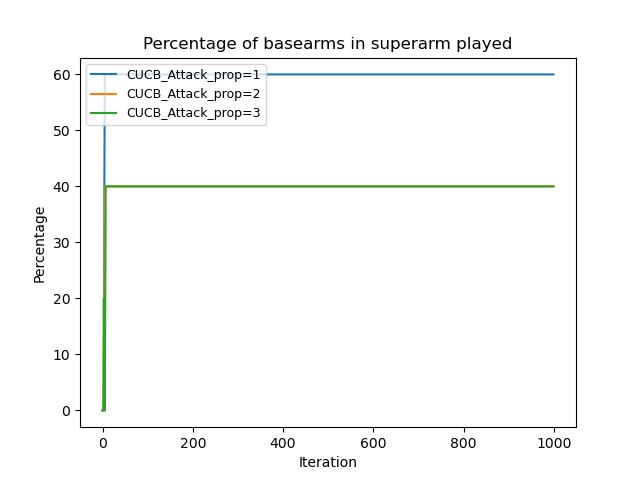 Percentage of basearms in superarm played
CUCB_Attack_prop=1
CUCB_Attack_prop=2
CUCB_Attack_prop=3
60
50
40
30
20
10
0
Percentage
0 200 400 600 800 1000
Iteration